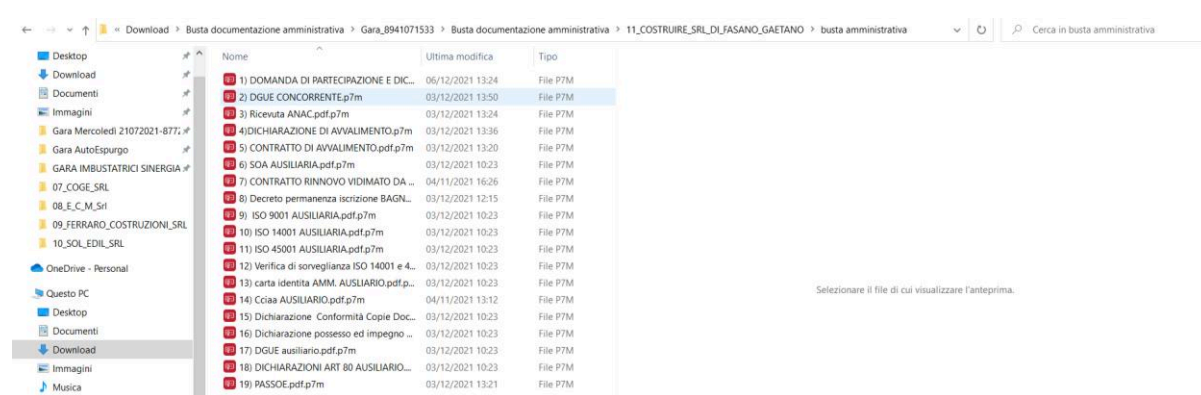 « Download > Busta documentazione amministrativa > Gara_8941071533 > Busta documentazione amministrativa > 11_COSTRUIRE_SRL_DI_FASANO_GAETANO > busta amministrativa
Cerca in busta amministrativa
Desktop
Download
Documenti
Immagini
Gara Mercoledì 21072021-8772
Gara AutoEspurgo
GARA IMBUSTATRICI SINERGIA
07_COGE_SRL
08_E_C_M_Srl
09_FERRARO_COSTRUZIONI_SRL
10_SOL_EDIL_SRL
OneDrive - Personal
Questo PC
Desktop
Documenti
Download
Immagini
Musica
Nome Ultima modifica Tipo
1) DOMANDA DI PARTECIPAZIONE E DIC... 06/12/2021 13:24 File P7M
2) DGUE CONCORRENTE.p7m 03/12/2021 13:50 File P7M
3) Ricevuta ANAC.pdf.p7m 03/12/2021 13:24 File P7M
4)DICHIARAZIONE DI AVVALIMENTO.p7m 03/12/2021 13:36 File P7M
5) CONTRATTO DI AVVALIMENTO.pdf.p7m 03/12/2021 13:20 File P7M
6) SOA AUSILIARIA.pdf.p7m 03/12/2021 10:23 File P7M
7) CONTRATTO RINNOVO VIDIMATO DA ... 04/11/2021 16:26 File P7M
8) Decreto permanenza iscrizione BAGN... 03/12/2021 12:15 File P7M
9) ISO 9001 AUSILIARIA.pdf.p7m 03/12/2021 10:23 File P7M
10) ISO 14001 AUSILIARIA.pdf.p7m 03/12/2021 10:23 File P7M
11) ISO 45001 AUSILIARIA.pdf.p7m 03/12/2021 10:23 File P7M
12) Verifica di sorveglianza ISO 14001 e 4... 03/12/2021 10:23 File P7M
13) carta identita AMM. AUSLIARIO.pdf.p... 03/12/2021 10:23 File P7M
14) Cciaa AUSILIARIO.pdf.p7m 04/11/2021 13:12 File P7M
15) Dichiarazione Conformità Copie Doc... 03/12/2021 10:23 File P7M
16) Dichiarazione possesso ed impegno ... 03/12/2021 10:23 File P7M
17) DGUE ausiliario.pdf.p7m 03/12/2021 10:23 File P7M
18) DICHIARAZIONI ART 80 AUSILIARIO... 03/12/2021 10:23 File P7M
19) PASSOE.pdf.p7m 03/12/2021 13:21 File P7M
Selezionare il file di cui visualizzare l'anteprima.